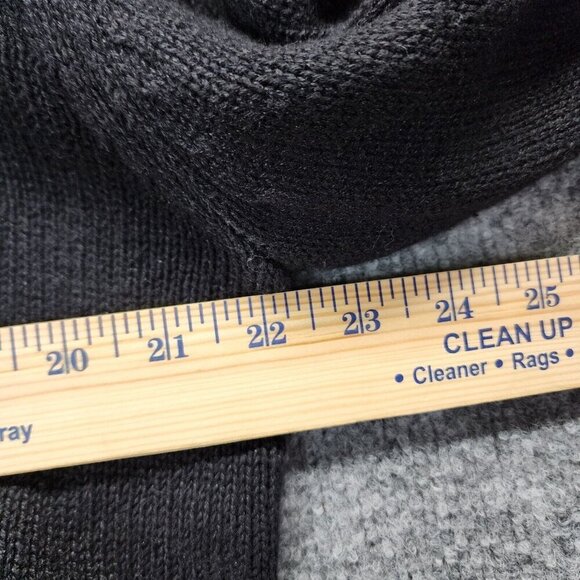 20 21 22 23 24 25
CLEAN UP
• Cleaner • Rags •
ray